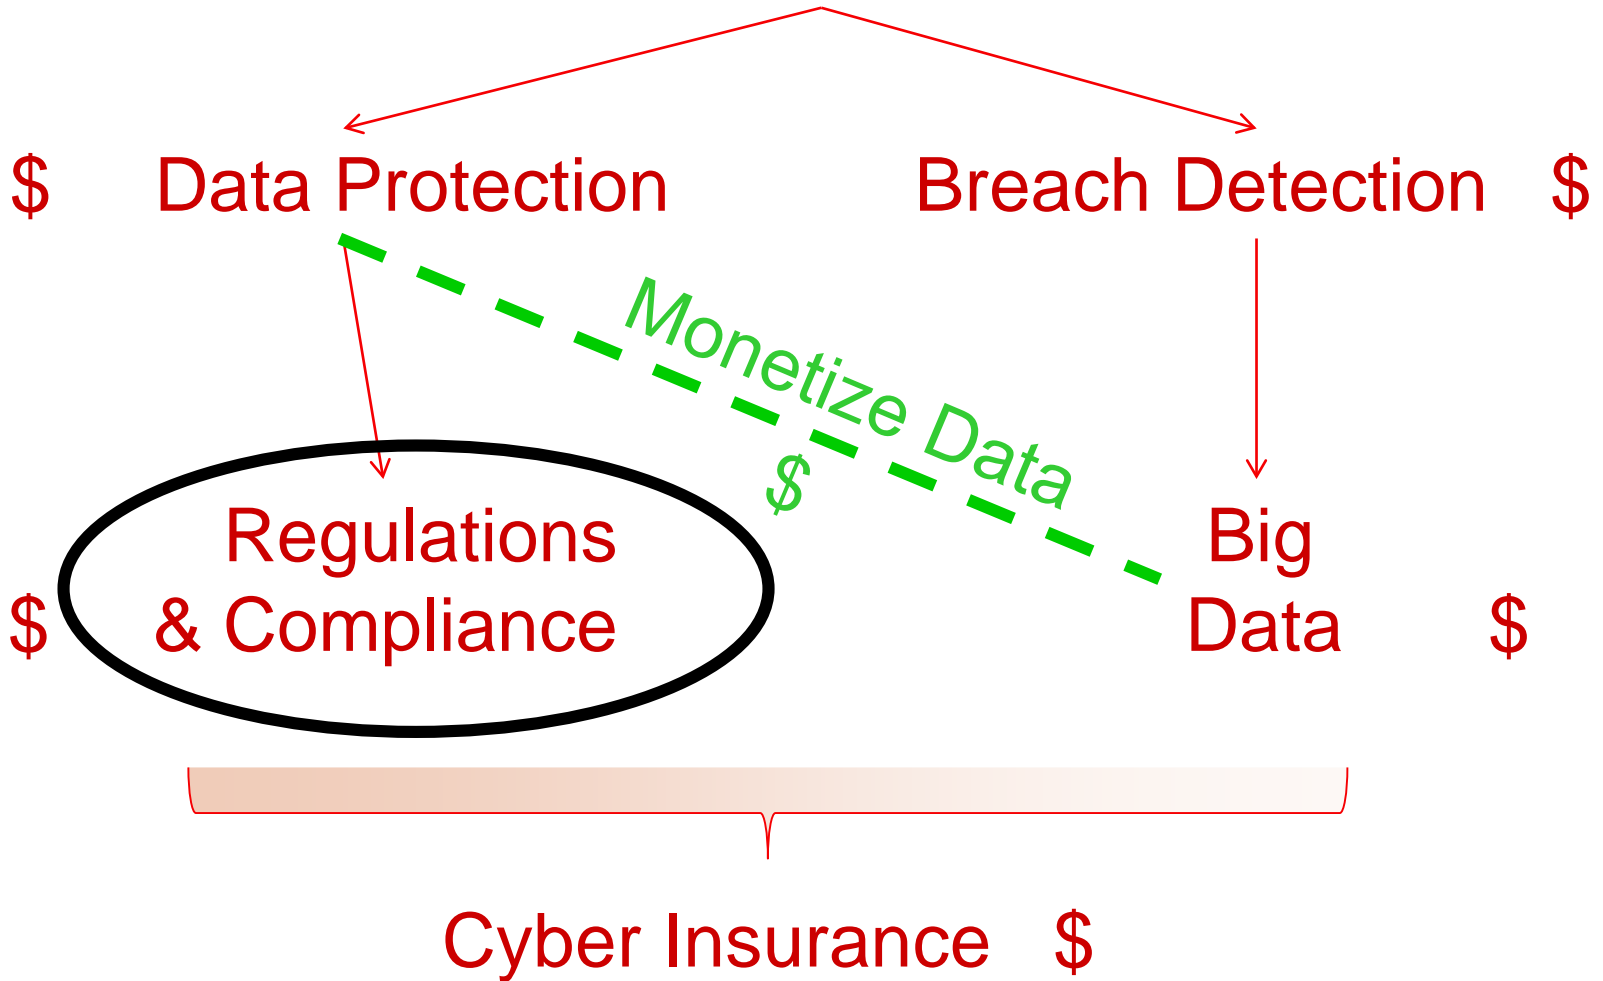 $ Data Protection Breach Detection $
Monetize Data
$
Regulations Big
$ & Compliance Data $
Cyber Insurance $